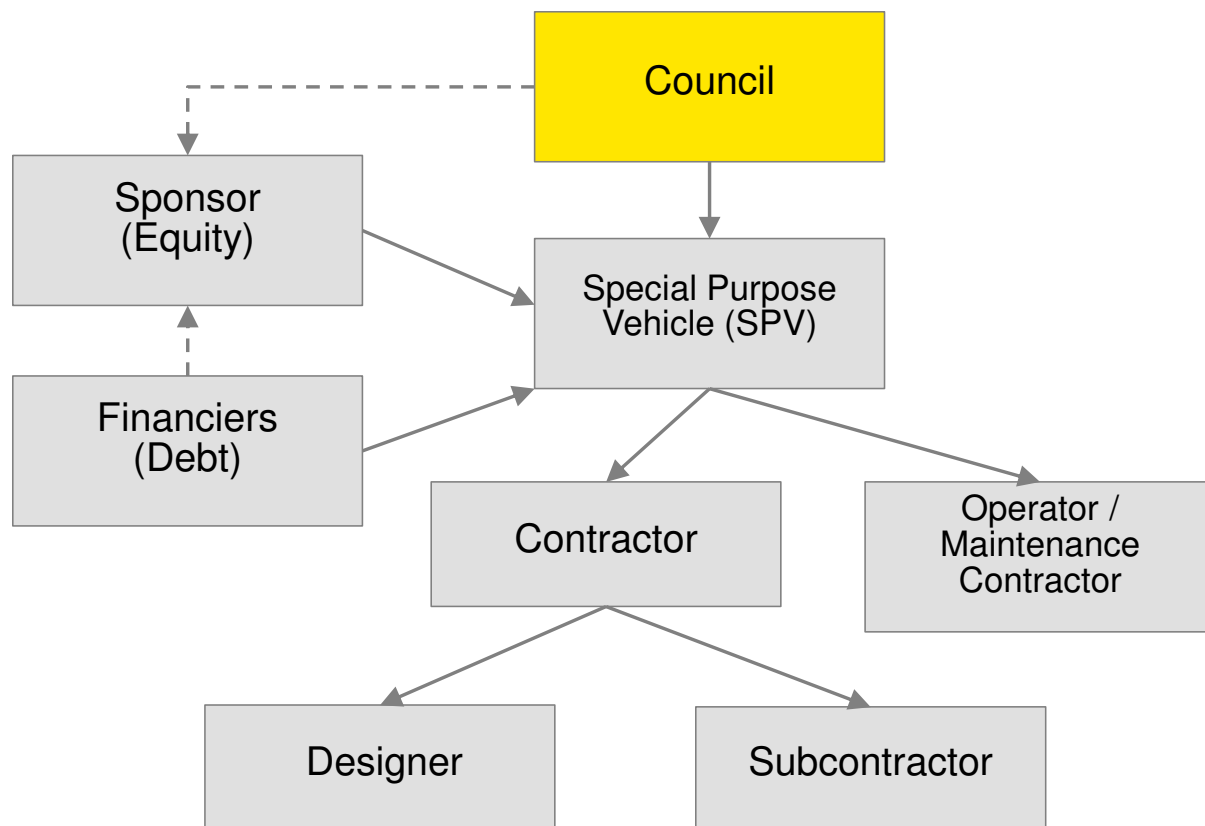 Council
Sponsor
(Equity)
Special Purpose
Vehicle (SPV)
Financiers
(Debt)
Contractor
Operator /
Maintenance
Contractor
Designer
Subcontractor